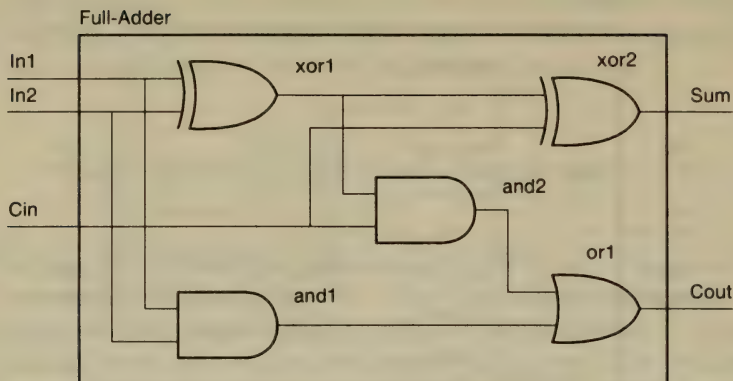 Full-Adder
In1
In2
xor1
xor2
Sum
Cin
and2
and1
or1
Cout